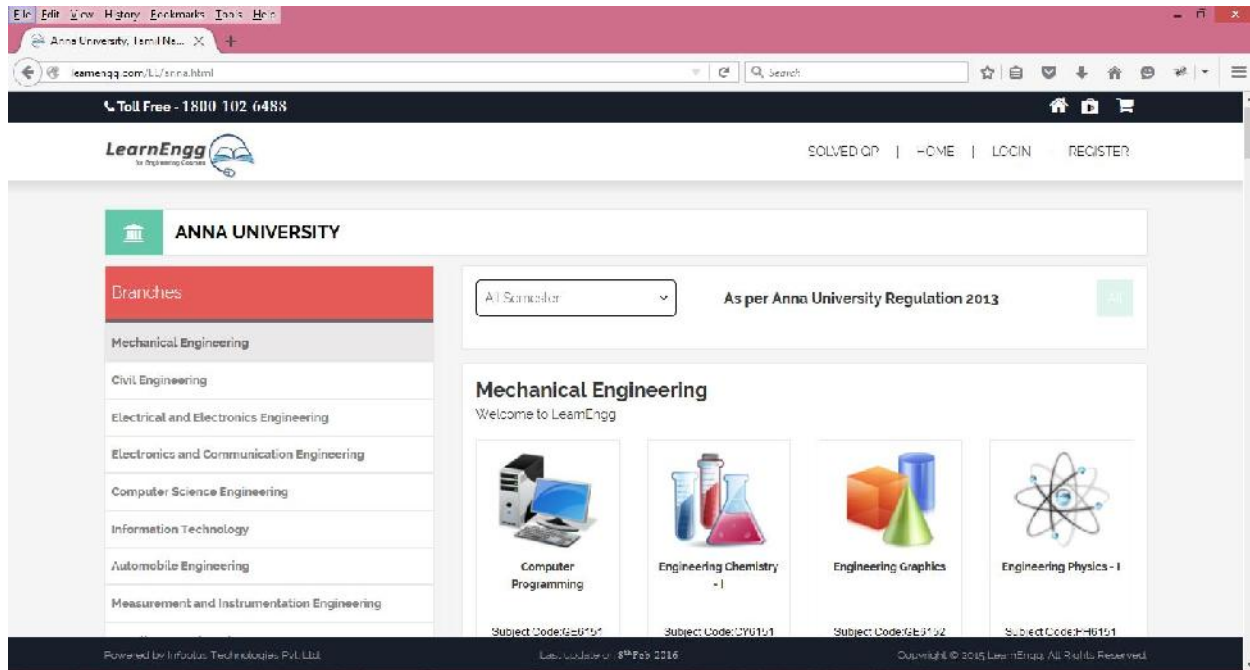 File Edit View History Bookmarks Tools Help
Anna University, Tamil Na...
learnengg.com/LL/anna.html
Search
Toll Free - 1800 102 6488
LearnEngg
for Engineering Courses
SOLVED QP | HOME | LOGIN REGISTER
ANNA UNIVERSITY
Branches
All Semester
As per Anna University Regulation 2013
All
Mechanical Engineering
Civil Engineering
Electrical and Electronics Engineering
Electronics and Communication Engineering
Computer Science Engineering
Information Technology
Automobile Engineering
Measurement and Instrumentation Engineering
Mechanical Engineering
Welcome to LearnEngg
Computer
Programming
Subject Code:GE6151
Engineering Chemistry
- I
Subject Code:CY6151
Engineering Graphics
Subject Code:GE6152
Engineering Physics - I
Subject Code:PH6151
Powered by Infoplus Technologies Pvt. Ltd.
Last update on 8th Feb 2016
Copyright © 2015 LearnEngg. All Rights Reserved.